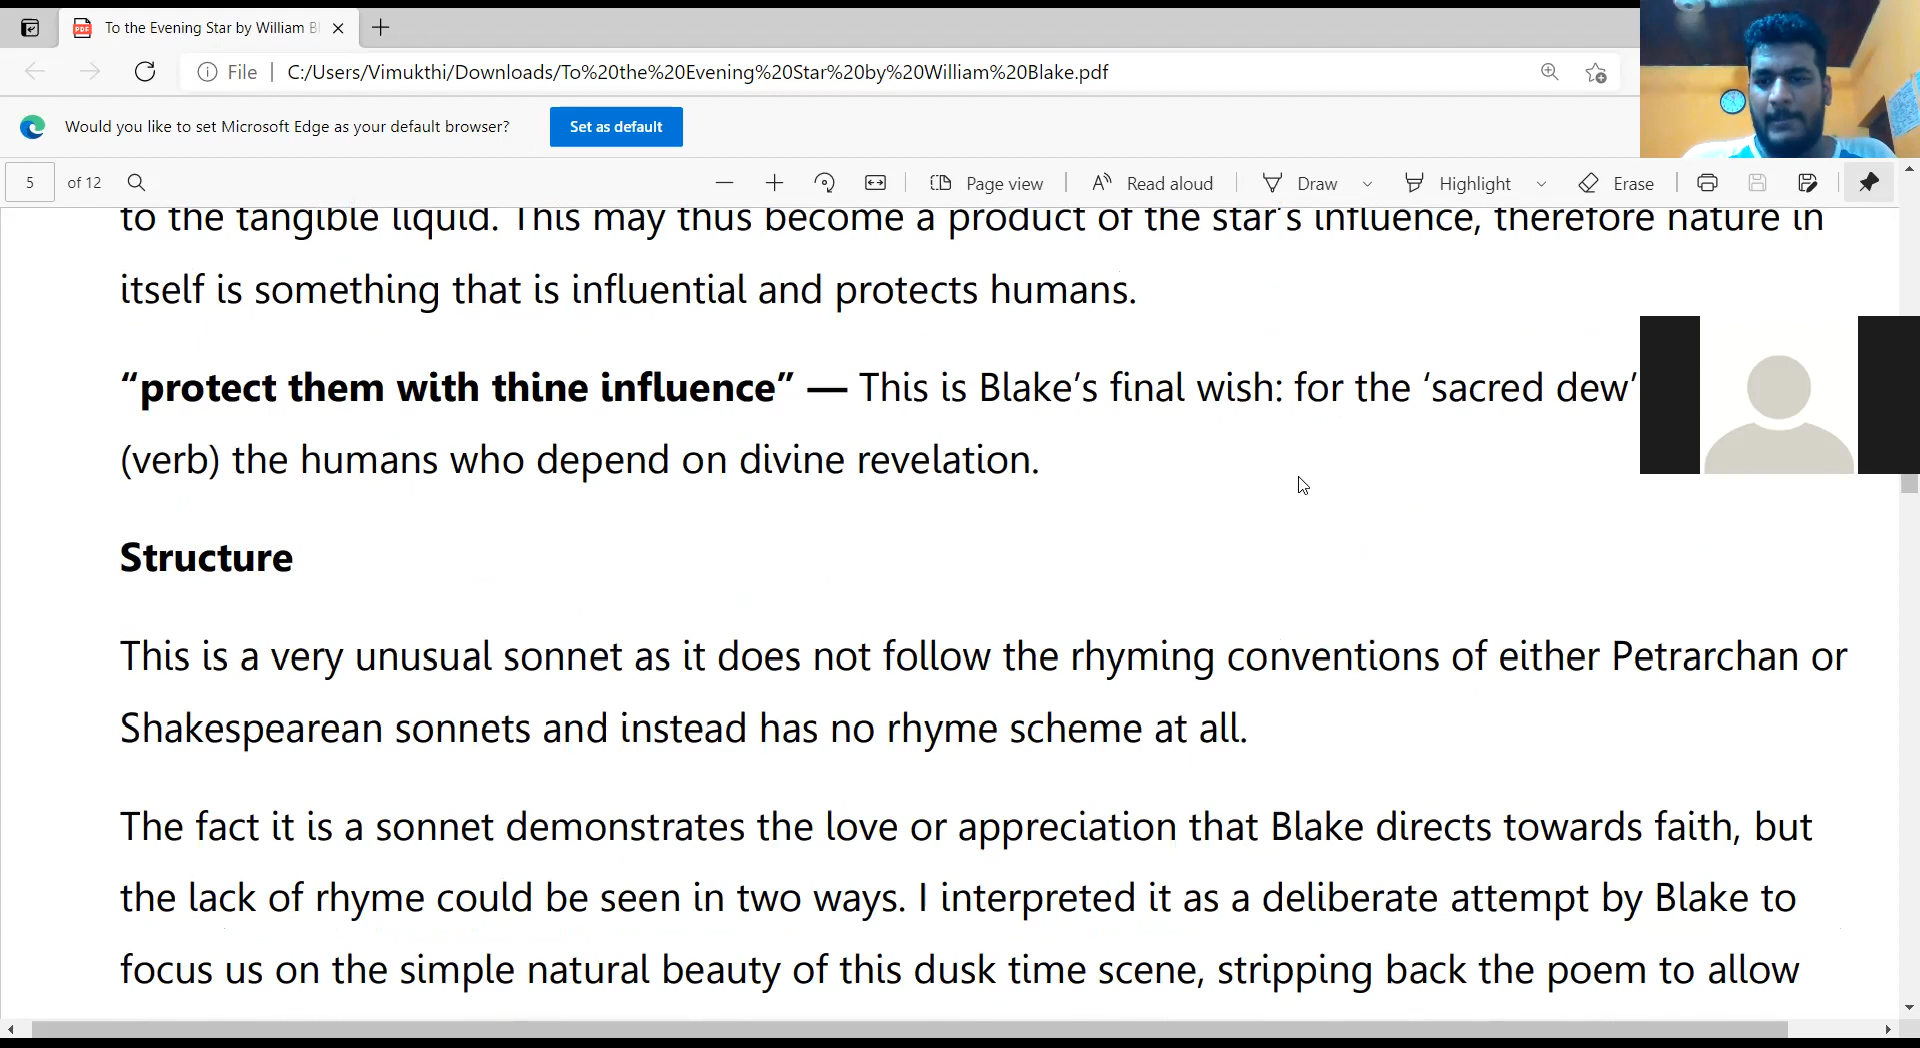 To the Evening Star by William Bl
File
C:/Users/Vimukthi/Downloads/To%20the%20Evening%20Star%20by%20William%20Blake.pdf
Would you like to set Microsoft Edge as your default browser?
Set as default
5 of 12
Page view
Read aloud
Draw
Highlight
Erase
to the tangible liquid. This may thus become a product of the star’s influence, therefore nature in
itself is something that is influential and protects humans.
“protect them with thine influence” — This is Blake’s final wish: for the ‘sacred dew’
(verb) the humans who depend on divine revelation.
Structure
This is a very unusual sonnet as it does not follow the rhyming conventions of either Petrarchan or
Shakespearean sonnets and instead has no rhyme scheme at all.
The fact it is a sonnet demonstrates the love or appreciation that Blake directs towards faith, but
the lack of rhyme could be seen in two ways. I interpreted it as a deliberate attempt by Blake to
focus us on the simple natural beauty of this dusk time scene, stripping back the poem to allow